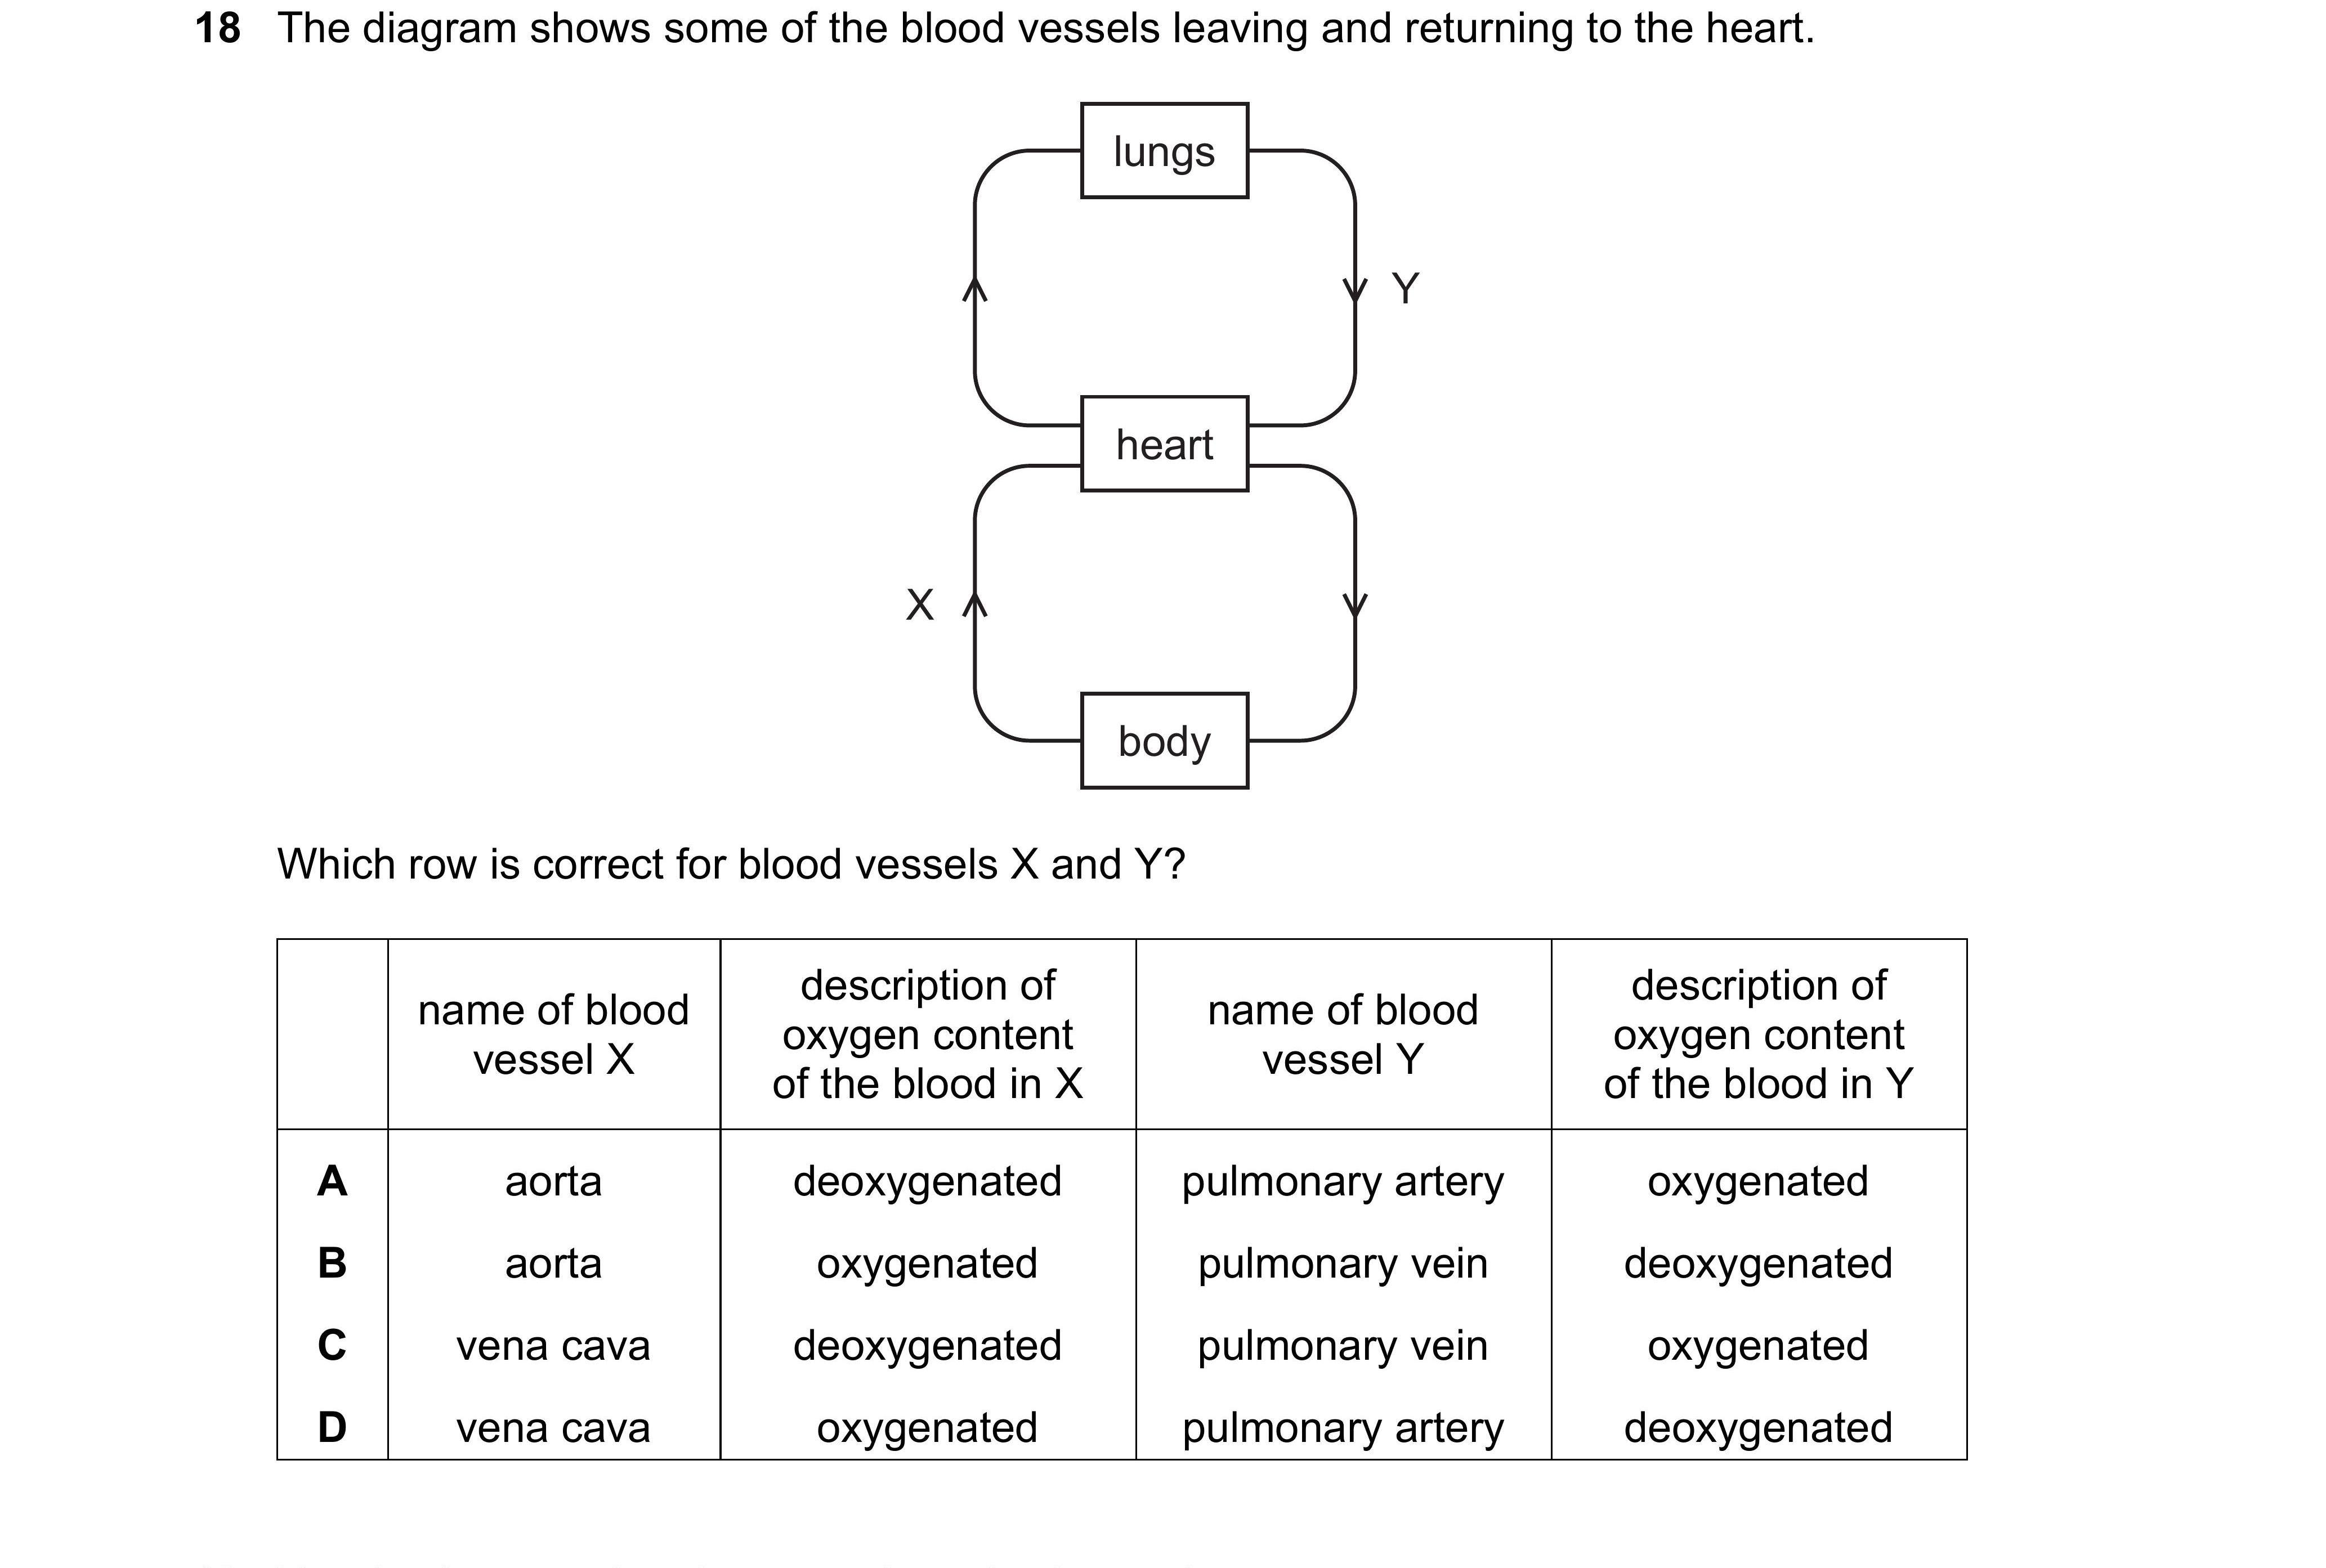 18 The diagram shows some of the blood vessels leaving and returning to the heart.
lungs
Y
heart
X
body
Which row is correct for blood vessels X and Y?
name of blood vessel X
description of oxygen content of the blood in X
name of blood vessel Y
description of oxygen content of the blood in Y
A aorta deoxygenated pulmonary artery oxygenated
B aorta oxygenated pulmonary vein deoxygenated
C vena cava deoxygenated pulmonary vein oxygenated
D vena cava oxygenated pulmonary artery deoxygenated